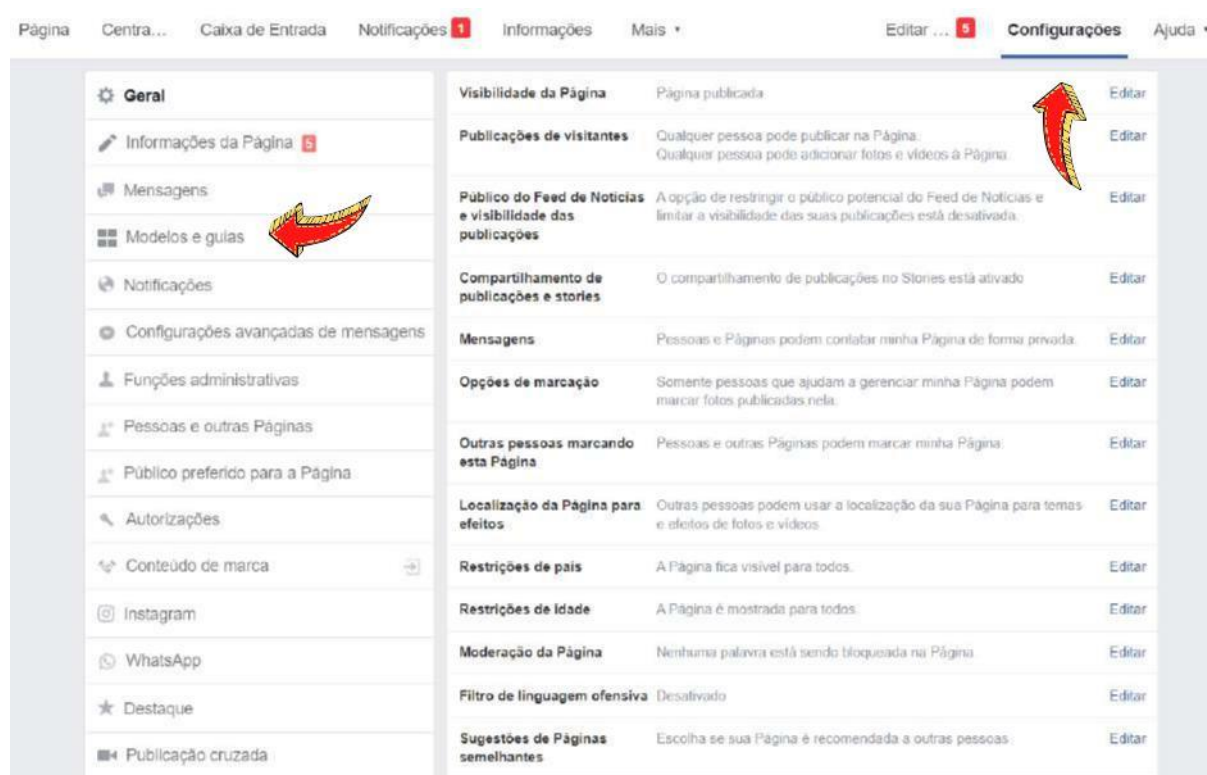 Página Centra... Caixa de Entrada Notificações 1 Informações Mais Editar ... 5 Configurações Ajuda
Geral
Informações da Página 5
Mensagens
Modelos e guias
Notificações
Configurações avançadas de mensagens
Funções administrativas
Pessoas e outras Páginas
Público preferido para a Página
Autorizações
Conteúdo de marca
Instagram
WhatsApp
Destaque
Publicação cruzada
Visibilidade da Página Página publicada Editar
Publicações de visitantes Qualquer pessoa pode publicar na Página. Editar
Qualquer pessoa pode adicionar fotos e vídeos à Página.
Público do Feed de Notícias A opção de restringir o público potencial do Feed de Notícias e Editar
e visibilidade das limitar a visibilidade das suas publicações está desativada.
publicações
Compartilhamento de O compartilhamento de publicações no Stories está ativado Editar
publicações e stories
Mensagens Pessoas e Páginas podem contatar minha Página de forma privada. Editar
Opções de marcação Somente pessoas que ajudam a gerenciar minha Página podem Editar
marcar fotos publicadas nela.
Outras pessoas marcando Pessoas e outras Páginas podem marcar minha Página. Editar
esta Página
Localização da Página para Outras pessoas podem usar a localização da sua Página para temas Editar
efeitos e efeitos de fotos e vídeos
Restrições de país A Página fica visível para todos. Editar
Restrições de idade A Página é mostrada para todos. Editar
Moderação da Página Nenhuma palavra está sendo bloqueada na Página. Editar
Filtro de linguagem ofensiva Desativado Editar
Sugestões de Páginas Escolha se sua Página é recomendada a outras pessoas Editar
semelhantes